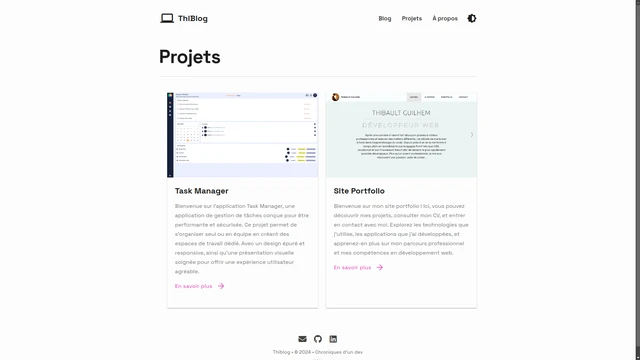 ThiBlog
Blog Projets À propos
Projets
THIBAULT GUILHEM
DÉVELOPPEUR WEB
Task Manager
Bienvenue sur l'application Task Manager, une
application de gestion de tâches conçue pour être
performante et sécurisée. Ce projet permet de
s'organiser seul ou en équipe en créant des
espaces de travail dédié. Avec un design épuré et
responsive, ainsi qu'une présentation visuelle
soignée pour offrir une expérience utilisateur
agréable.
En savoir plus
Site Portfolio
Bienvenue sur mon site portfolio ! Ici, vous pouvez
découvrir mes projets, consulter mon CV, et entrer
en contact avec moi. Explorez les technologies que
j'utilise, les applications que j'ai développées, et
apprenez-en plus sur mon parcours professionnel
et mes compétences en développement web.
En savoir plus
Thiblog • © 2024 • Chroniques d'un dev